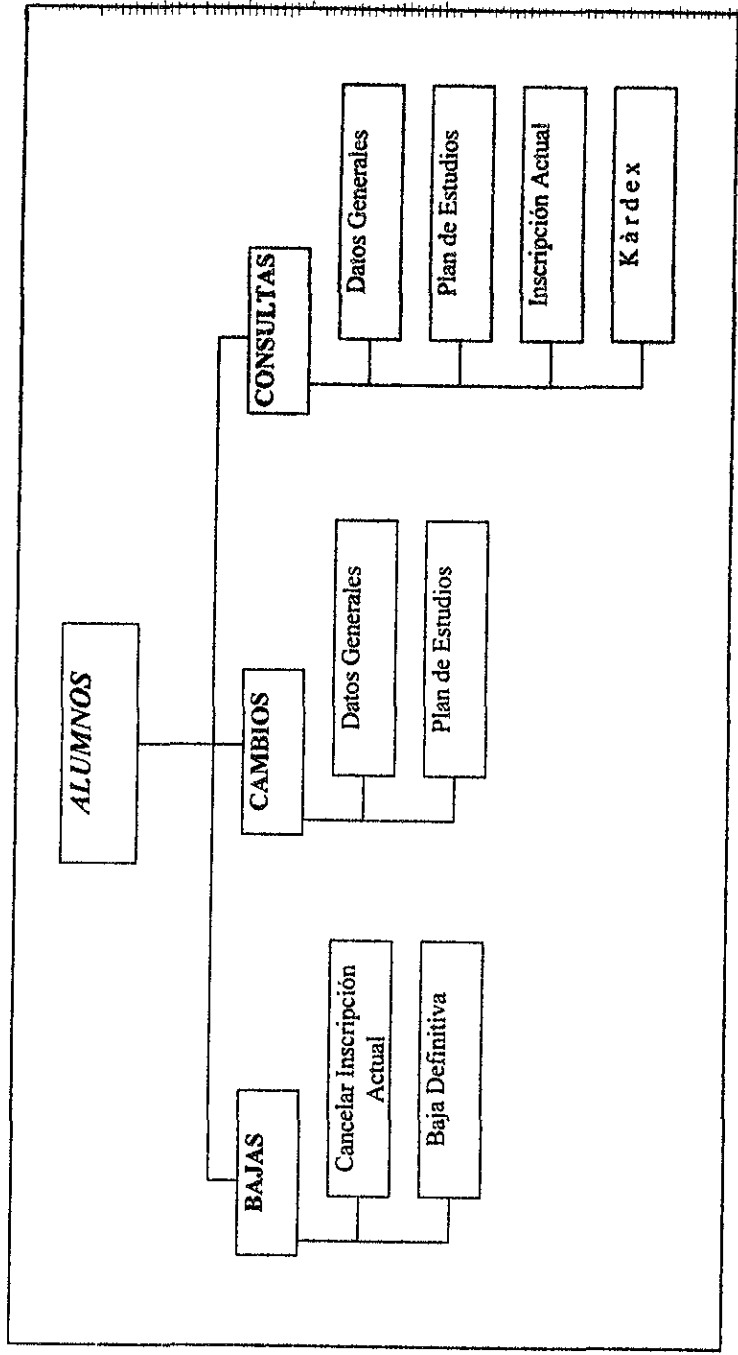 ALUMNOS
BAJAS
Cancelar Inscripción
Actual
Baja Definitiva
CAMBIOS
Datos Generales
Plan de Estudios
CONSULTAS
Datos Generales
Plan de Estudios
Inscripción Actual
Kàrdex